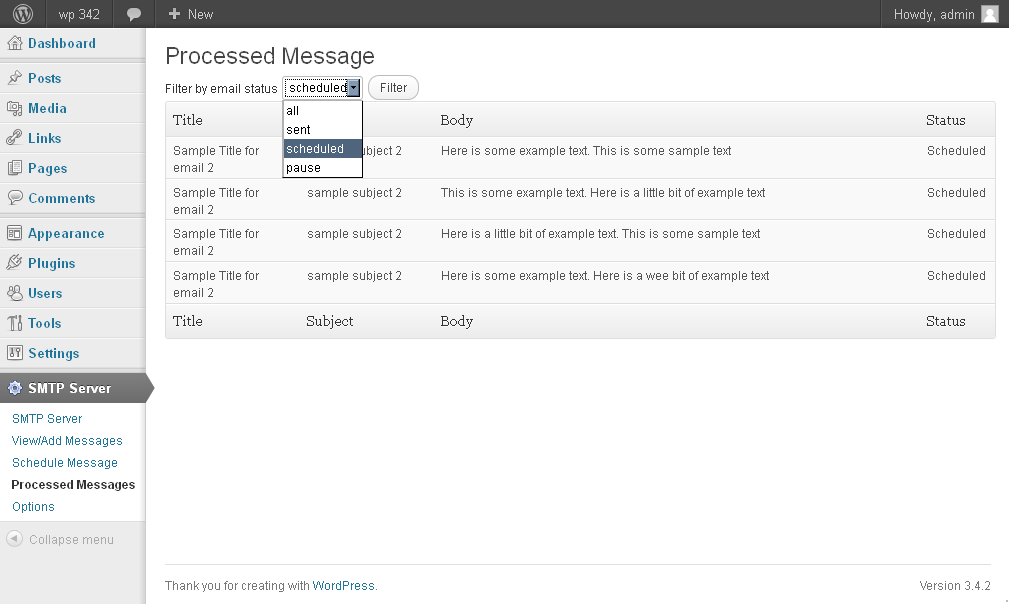 wp 342 New Howdy, admin
Dashboard
Posts
Media
Links
Pages
Comments
Appearance
Plugins
Users
Tools
Settings
SMTP Server
SMTP Server
View/Add Messages
Schedule Message
Processed Messages
Options
Collapse menu
Processed Message
Filter by email status scheduled Filter
all
sent
scheduled
pause
Title Body Status
Sample Title for ubject 2 Here is some example text. This is some sample text Scheduled
email 2
Sample Title for sample subject 2 This is some example text. Here is a little bit of example text Scheduled
email 2
Sample Title for sample subject 2 Here is a little bit of example text. This is some sample text Scheduled
email 2
Sample Title for sample subject 2 Here is some example text. Here is a wee bit of example text Scheduled
email 2
Title Subject Body Status
Thank you for creating with WordPress. Version 3.4.2